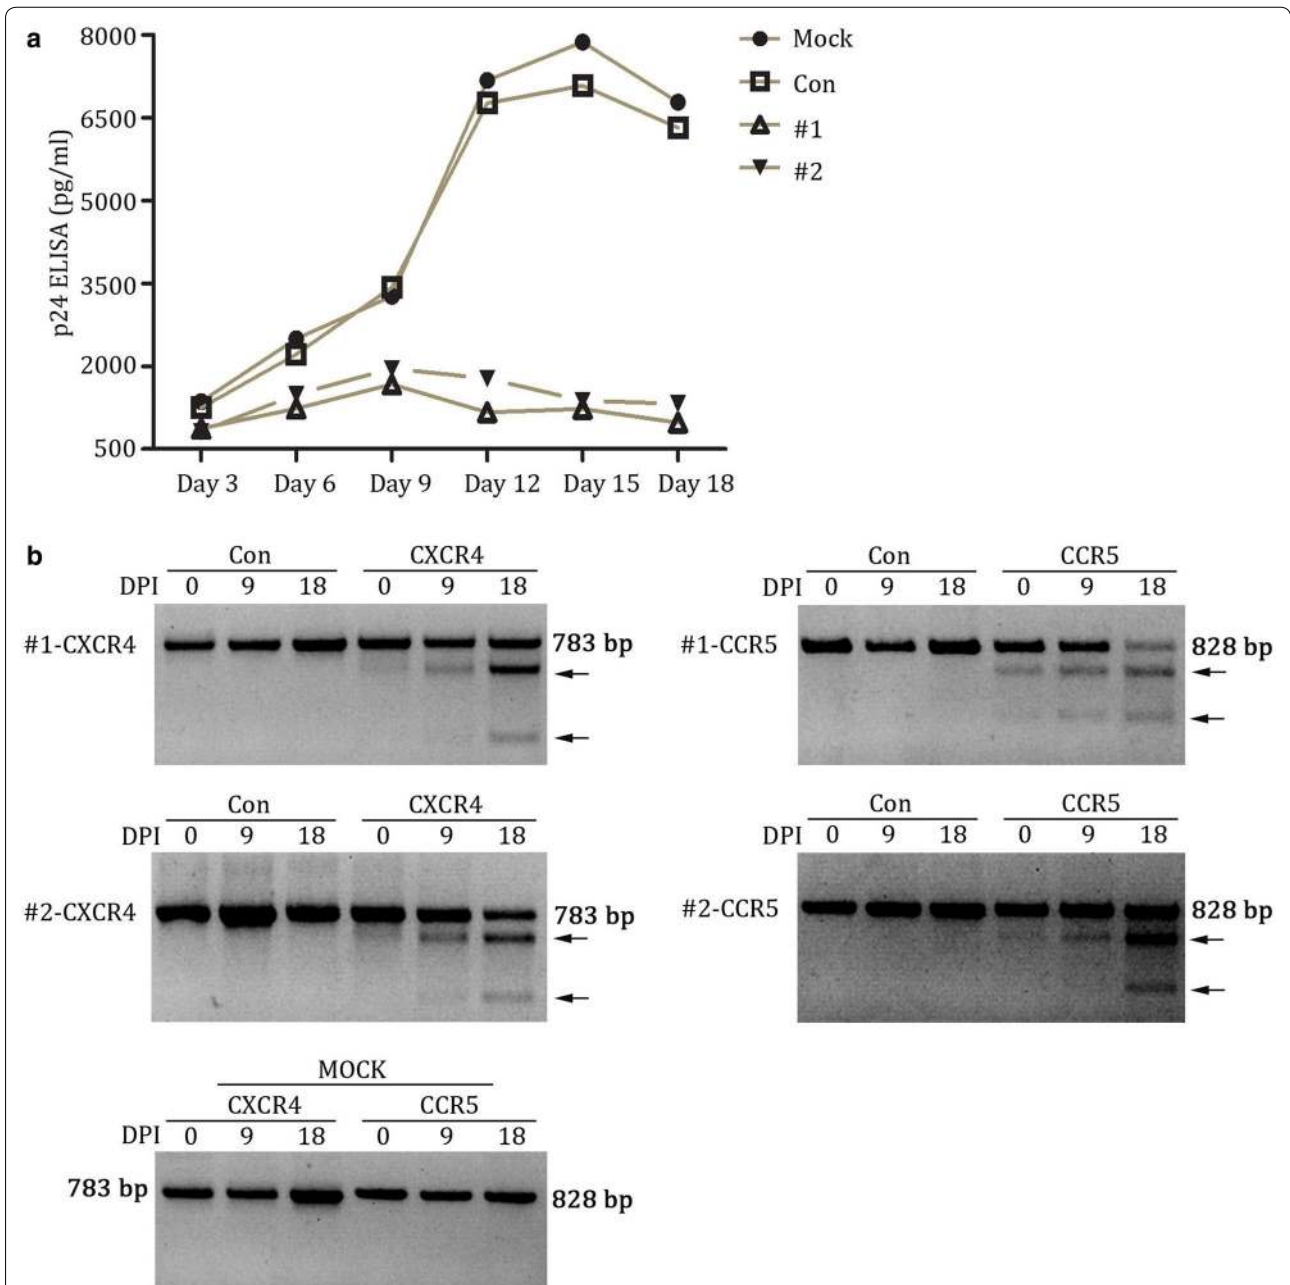 a
8000
6500
5000
3500
2000
500
p24 ELISA (pg/ml)
Day 3 Day 6 Day 9 Day 12 Day 15 Day 18
Mock
Con
#1
#2
b
Con CXCR4
DPI 0 9 18 0 9 18
#1-CXCR4 783 bp
Con CCR5
DPI 0 9 18 0 9 18
#1-CCR5 828 bp
Con CXCR4
DPI 0 9 18 0 9 18
#2-CXCR4 783 bp
Con CCR5
DPI 0 9 18 0 9 18
#2-CCR5 828 bp
MOCK
CXCR4 CCR5
DPI 0 9 18 0 9 18
783 bp 828 bp